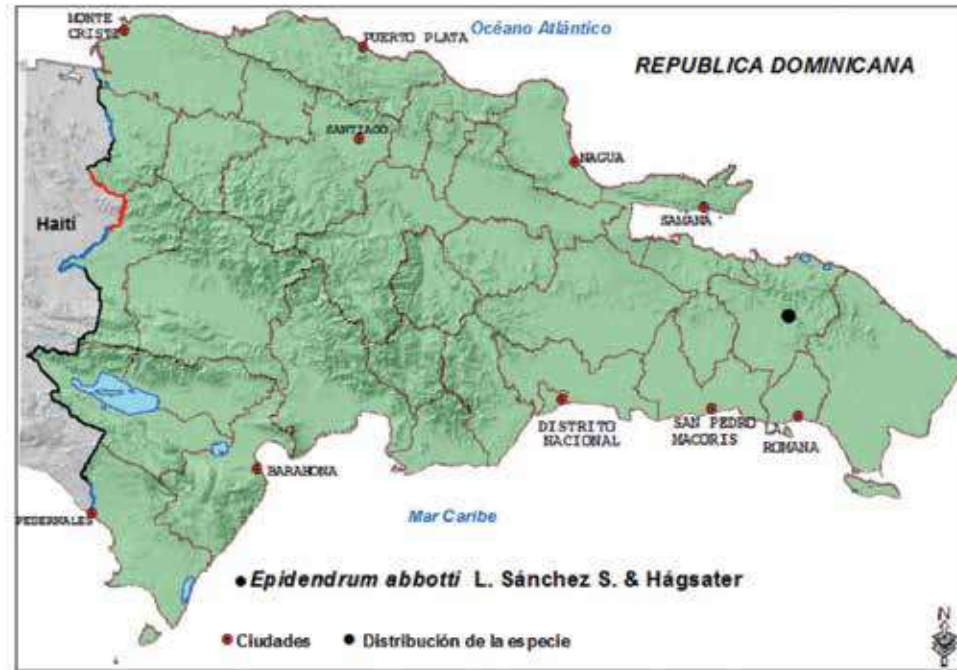 MONTE
CRISTI
PUERTO PLATA
Océano Atlántico
REPUBLICA DOMINICANA
SANTIAGO
NAGUA
SAMANA
Haití
DISTRITO
NACIONAL
SAN PEDRO
MACORIS
LA
ROMANA
BARAHONA
PEDERNALES
Mar Caribe
Epidendrum abbotti L. Sánchez S. & Hágsater
Ciudades
Distribución de la especie
N